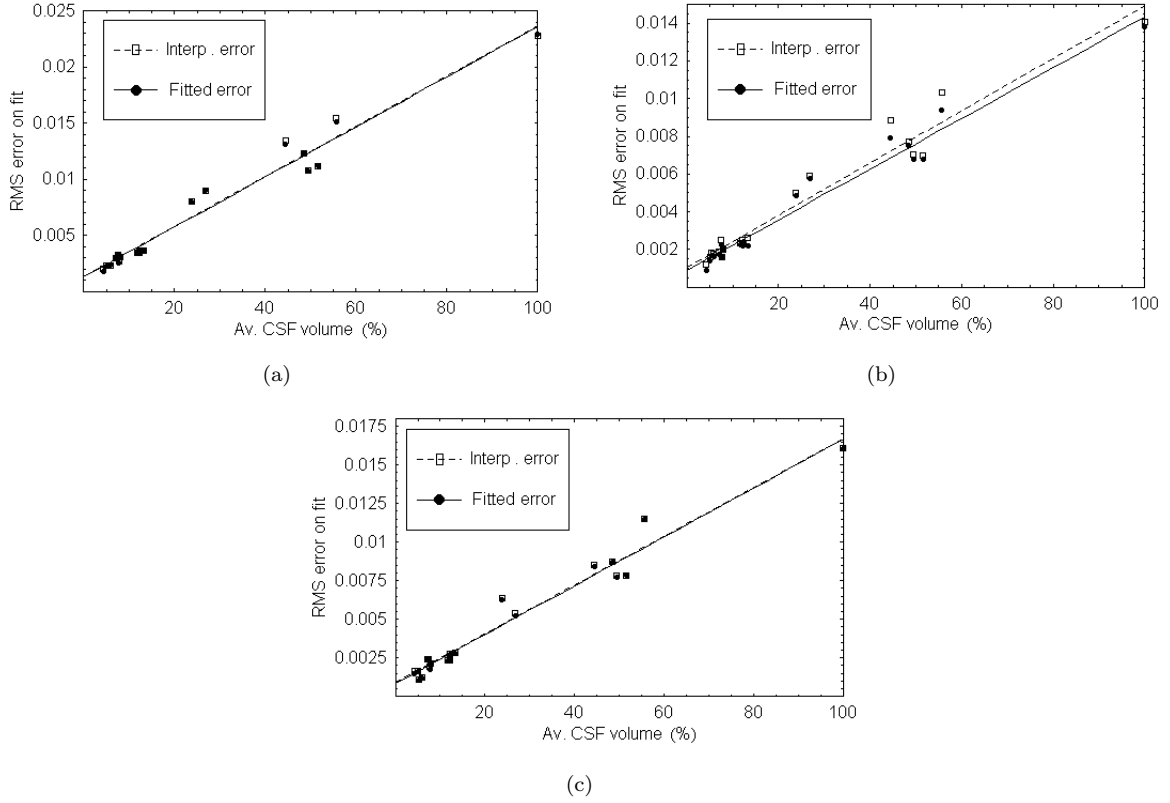 0.025
0.02
0.015
0.01
0.005
RMS error on fit
Interp . error
Fitted error
20 40 60 80 100
Av. CSF volume (%)
(a)
0.014
0.012
0.01
0.008
0.006
0.004
0.002
RMS error on fit
Interp . error
Fitted error
20 40 60 80 100
Av. CSF volume (%)
(b)
0.0175
0.015
0.0125
0.01
0.0075
0.005
0.0025
RMS error on fit
Interp . error
Fitted error
20 40 60 80 100
Av. CSF volume (%)
(c)